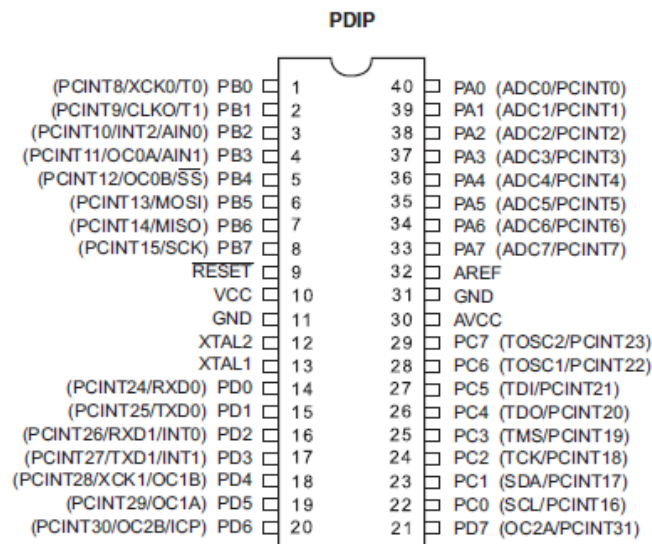 PDIP
(PCINT8/XCK0/T0) PB0 1 40 PA0 (ADC0/PCINT0)
(PCINT9/CLKO/T1) PB1 2 39 PA1 (ADC1/PCINT1)
(PCINT10/INT2/AIN0) PB2 3 38 PA2 (ADC2/PCINT2)
(PCINT11/OC0A/AIN1) PB3 4 37 PA3 (ADC3/PCINT3)
(PCINT12/OC0B/SS) PB4 5 36 PA4 (ADC4/PCINT4)
(PCINT13/MOSI) PB5 6 35 PA5 (ADC5/PCINT5)
(PCINT14/MISO) PB6 7 34 PA6 (ADC6/PCINT6)
(PCINT15/SCK) PB7 8 33 PA7 (ADC7/PCINT7)
RESET 9 32 AREF
VCC 10 31 GND
GND 11 30 AVCC
XTAL2 12 29 PC7 (TOSC2/PCINT23)
XTAL1 13 28 PC6 (TOSC1/PCINT22)
(PCINT24/RXD0) PD0 14 27 PC5 (TDI/PCINT21)
(PCINT25/TXD0) PD1 15 26 PC4 (TDO/PCINT20)
(PCINT26/RXD1/INT0) PD2 16 25 PC3 (TMS/PCINT19)
(PCINT27/TXD1/INT1) PD3 17 24 PC2 (TCK/PCINT18)
(PCINT28/XCK1/OC1B) PD4 18 23 PC1 (SDA/PCINT17)
(PCINT29/OC1A) PD5 19 22 PC0 (SCL/PCINT16)
(PCINT30/OC2B/ICP) PD6 20 21 PD7 (OC2A/PCINT31)